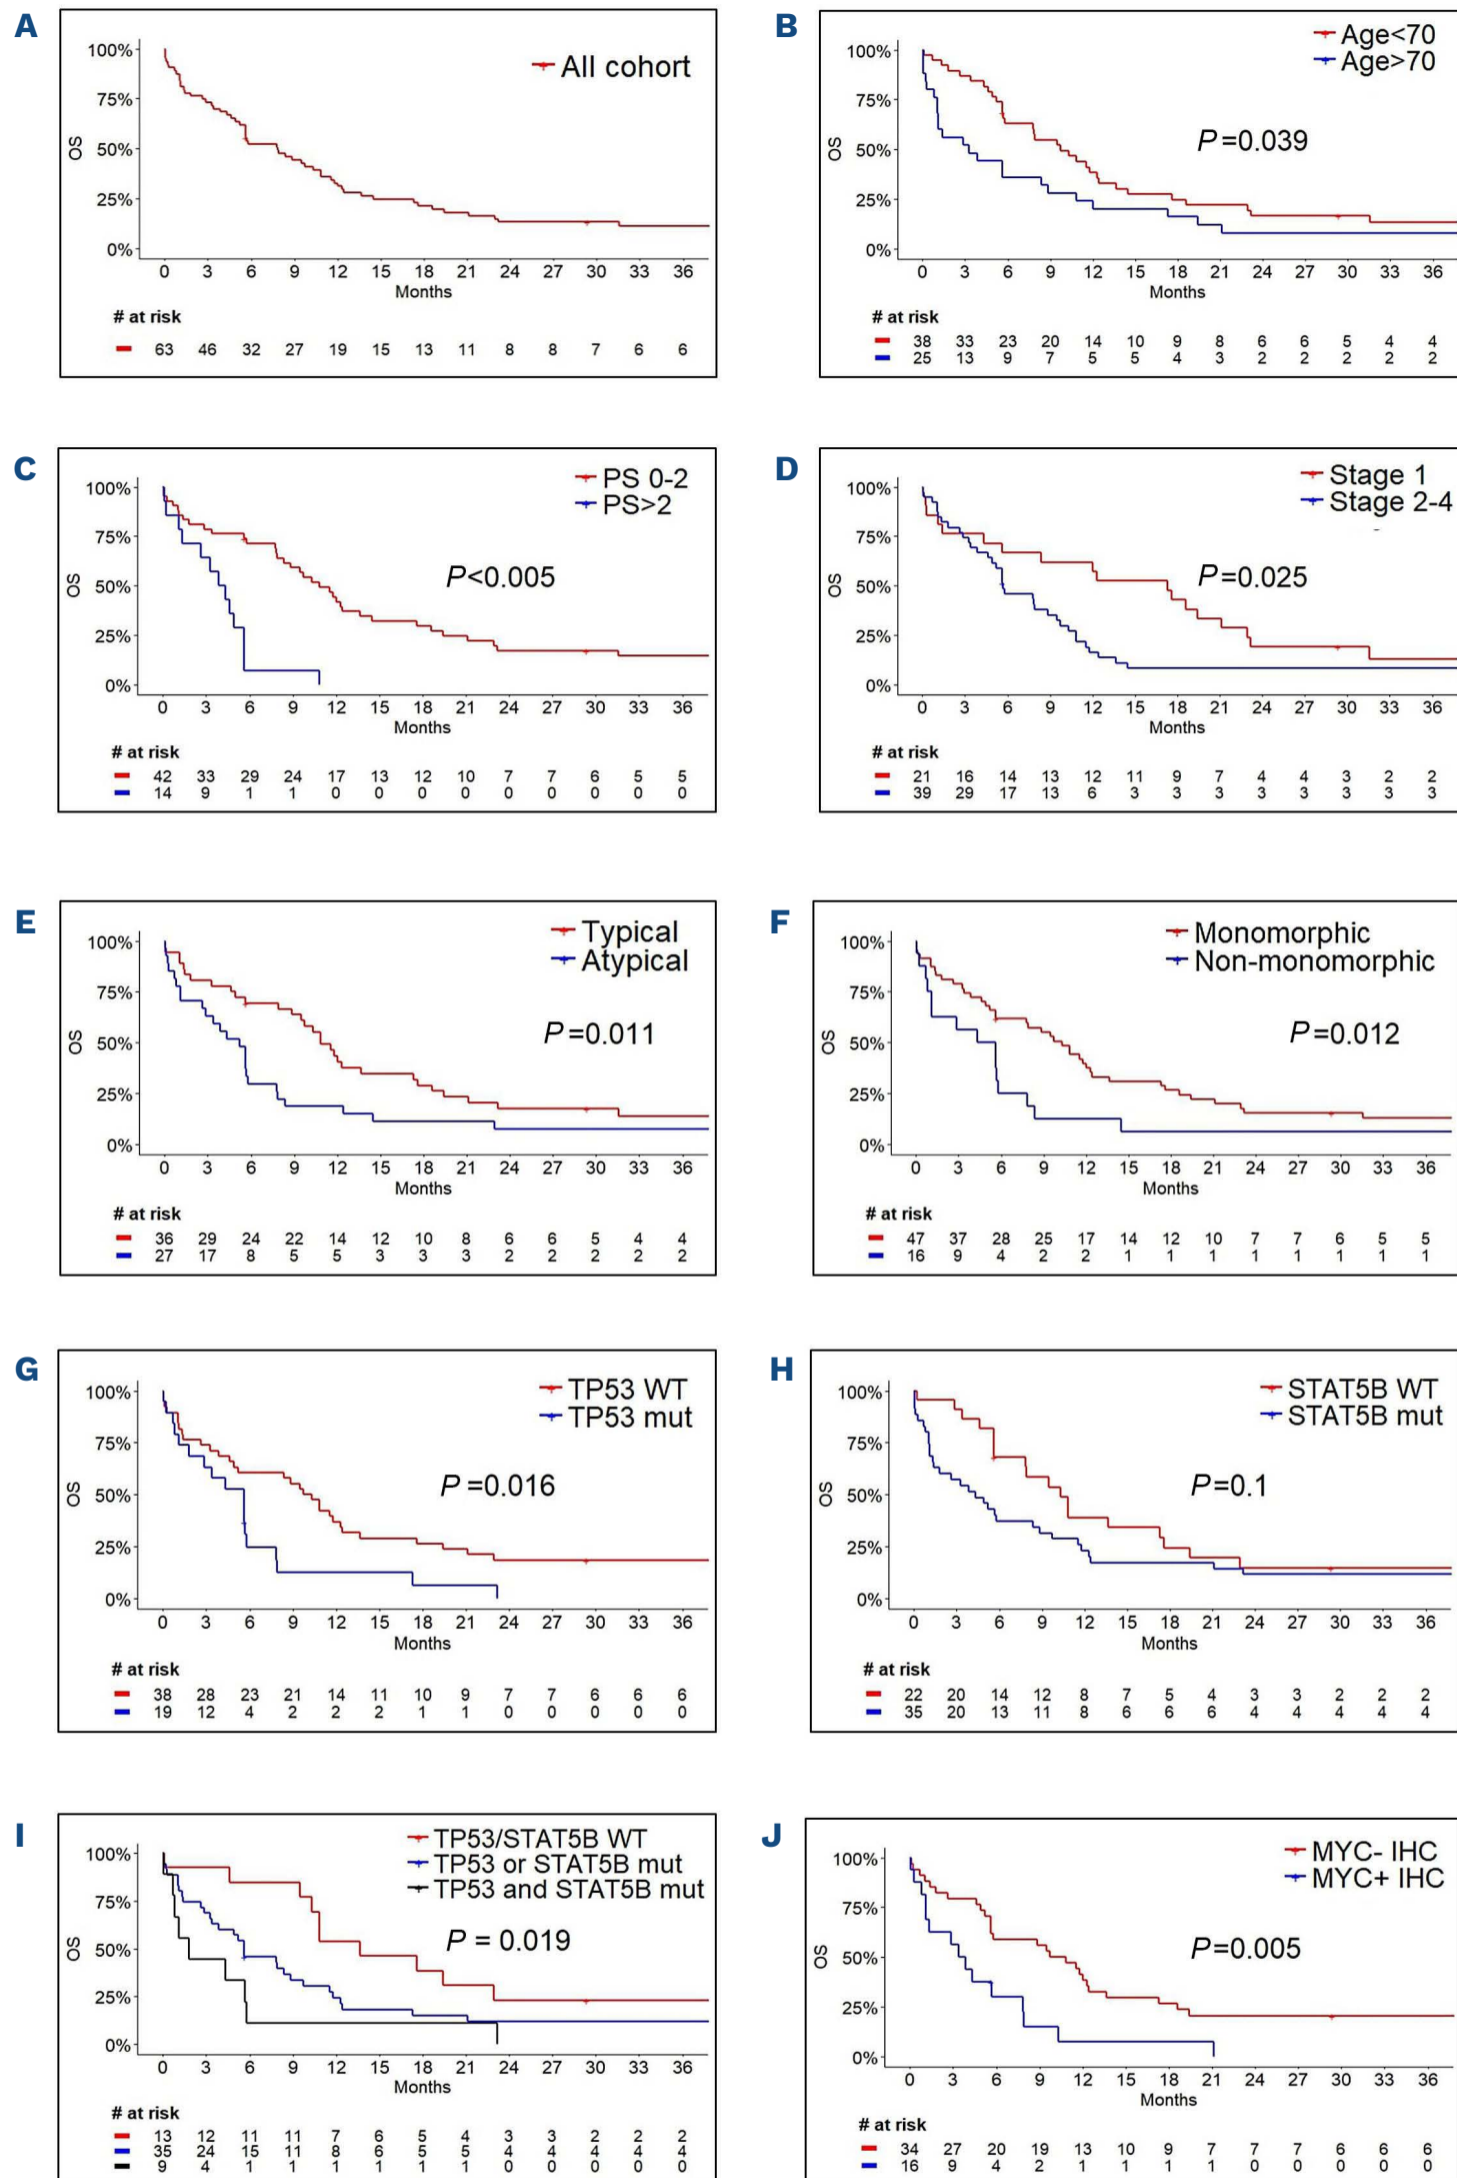 A
100%
75%
50%
25%
0%
OS
All cohort
0 3 6 9 12 15 18 21 24 27 30 33 36
Months
# at risk
63 46 32 27 19 15 13 11 8 8 7 6 6
B
100%
75%
50%
25%
0%
OS
Age<70
Age>70
P=0.039
0 3 6 9 12 15 18 21 24 27 30 33 36
Months
# at risk
38 33 23 20 14 10 9 8 6 6 5 4 4
25 13 9 7 5 5 4 3 2 2 2 2 2
C
100%
75%
50%
25%
0%
OS
PS 0-2
PS>2
P<0.005
0 3 6 9 12 15 18 21 24 27 30 33 36
Months
# at risk
42 33 29 24 17 13 12 10 7 7 6 5 5
14 9 1 1 0 0 0 0 0 0 0 0 0
D
100%
75%
50%
25%
0%
OS
Stage 1
Stage 2-4
P=0.025
0 3 6 9 12 15 18 21 24 27 30 33 36
Months
# at risk
21 16 14 13 12 11 9 7 4 4 3 2 2
39 29 17 13 6 3 3 3 3 3 3 3 3
E
100%
75%
50%
25%
0%
OS
Typical
Atypical
P=0.011
0 3 6 9 12 15 18 21 24 27 30 33 36
Months
# at risk
36 29 24 22 14 12 10 8 6 6 5 4 4
27 17 8 5 5 3 3 3 2 2 2 2 2
F
100%
75%
50%
25%
0%
OS
Monomorphic
Non-monomorphic
P=0.012
0 3 6 9 12 15 18 21 24 27 30 33 36
Months
# at risk
47 37 28 25 17 14 12 10 7 7 6 5 5
16 9 4 2 2 1 1 1 1 1 1 1 1
G
100%
75%
50%
25%
0%
OS
TP53 WT
TP53 mut
P=0.016
0 3 6 9 12 15 18 21 24 27 30 33 36
Months
# at risk
38 28 23 21 14 11 10 9 7 7 6 6 6
19 12 4 2 2 2 1 1 0 0 0 0 0
H
100%
75%
50%
25%
0%
OS
STAT5B WT
STAT5B mut
P=0.1
0 3 6 9 12 15 18 21 24 27 30 33 36
Months
# at risk
22 20 14 12 8 7 5 4 3 3 2 2 2
35 20 13 11 8 6 6 6 4 4 4 4 4
I
100%
75%
50%
25%
0%
OS
TP53/STAT5B WT
TP53 or STAT5B mut
TP53 and STAT5B mut
P = 0.019
0 3 6 9 12 15 18 21 24 27 30 33 36
Months
# at risk
13 12 11 11 7 6 5 4 3 3 2 2 2
35 24 15 11 8 6 5 5 4 4 4 4 4
9 4 1 1 1 1 1 1 0 0 0 0 0
J
100%
75%
50%
25%
0%
OS
MYC- IHC
MYC+ IHC
P=0.005
0 3 6 9 12 15 18 21 24 27 30 33 36
Months
# at risk
34 27 20 19 13 10 9 7 7 7 6 6 6
16 9 4 2 1 1 1 1 0 0 0 0 0